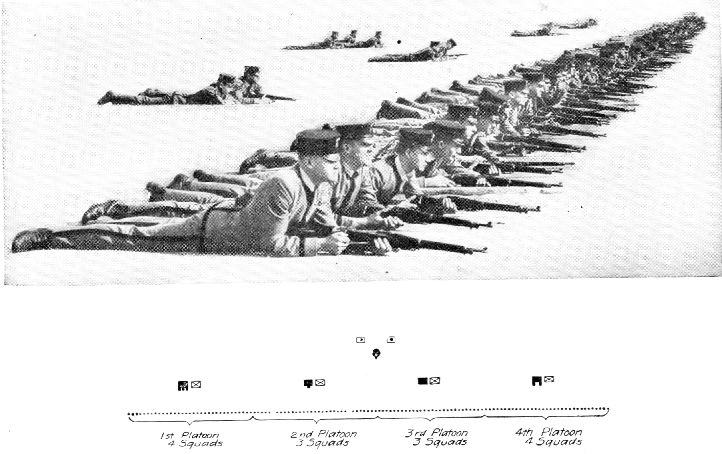 1st Platoon
4 Squads
2nd Platoon
3 Squads
3rd Platoon
3 Squads
4th Platoon
4 Squads